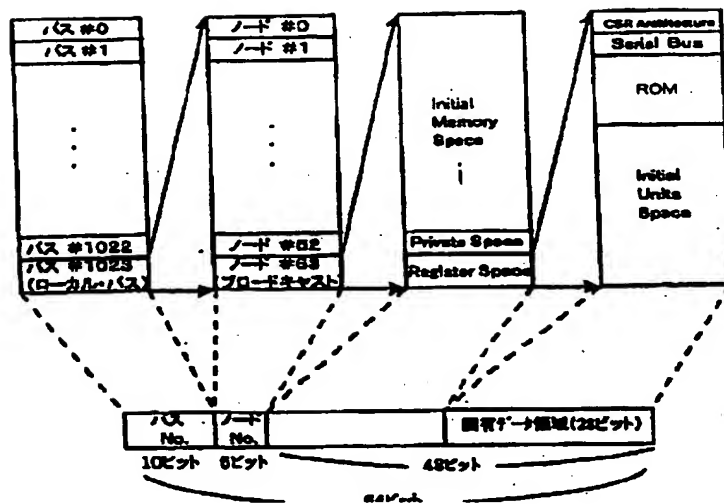 バス #0
バス #1
バス #1022
バス #1023
(ローカル・バス)
ノード #0
ノード #1
ノード #62
ノード #63
(ブロードキャスト)
Initial
Memory
Space
Private Space
Register Space
CSR Architecture
Serial Bus
ROM
Initial
Units
Space
バス
No.
ノード
No.
固有データ領域(28ビット)
10ビット
6ビット
48ビット
64ビット